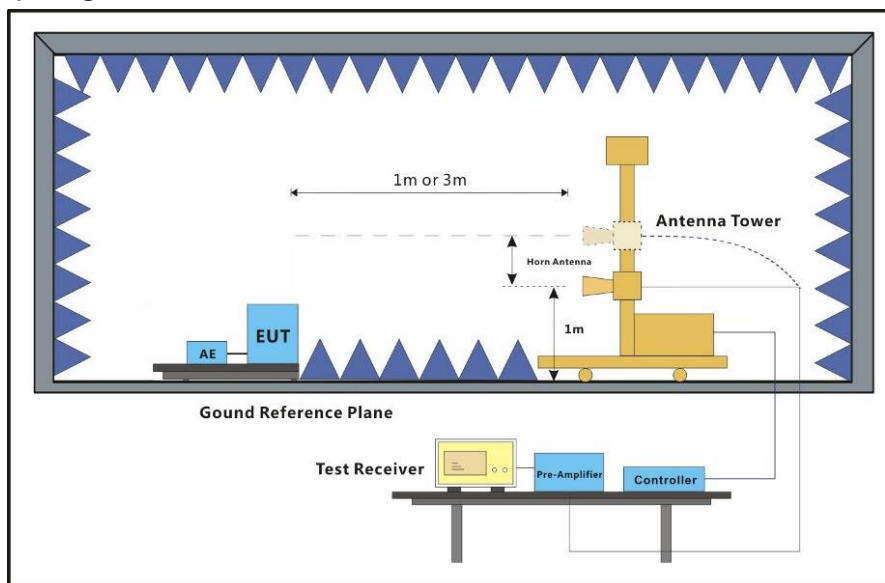 1m or 3m
Antenna Tower
Horn Antenna
1m
EUT
AE
Gound Reference Plane
Test Receiver
Pre-Amplifier
Controller